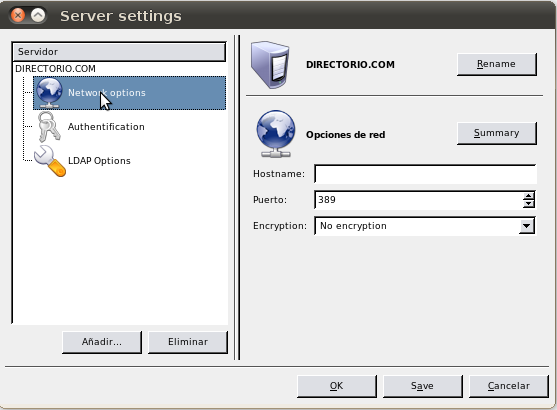 Server settings
Servidor
DIRECTORIO.COM
Network options
Authentification
LDAP Options
Añadir...
Eliminar
DIRECTORIO.COM
Rename
Opciones de red
Summary
Hostname:
Puerto: 389
Encryption: No encryption
OK
Save
Cancelar